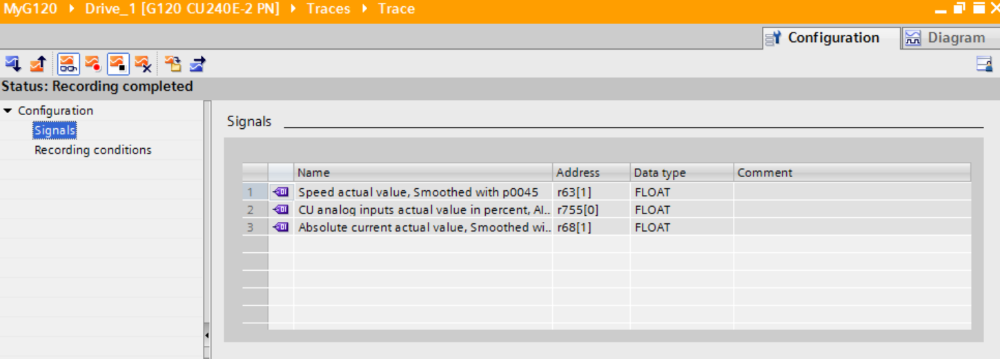 MyG120 ▸ Drive_1 [G120 CU240E-2 PN] ▸ Traces ▸ Trace
Configuration Diagram
Status: Recording completed
Configuration
Signals
Recording conditions
Signals
Name Address Data type Comment
1 Speed actual value, Smoothed with p0045 r63[1] FLOAT
2 CU analog inputs actual value in percent, AI... r755[0] FLOAT
3 Absolute current actual value, Smoothed wi... r68[1] FLOAT